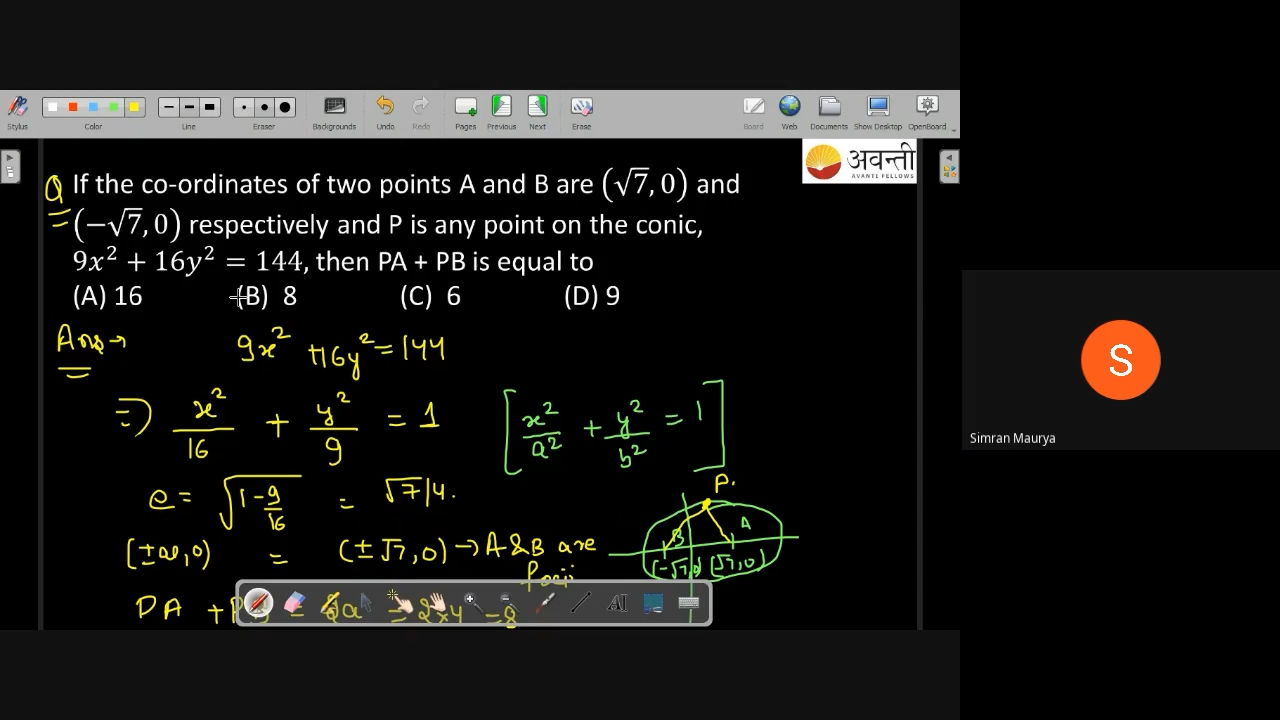 Stylus
Color
Line
Eraser
Backgrounds
Undo
Redo
Pages
Previous
Next
Erase
Board
Web
Documents
Show Desktop
OpenBoard
अवन्ती
AVANTI FELLOWS
Q If the co-ordinates of two points A and B are (√7, 0) and
(−√7, 0) respectively and P is any point on the conic,
9x² + 16y² = 144, then PA + PB is equal to
(A) 16 (B) 8 (C) 6 (D) 9
Ans → 9x² + 16y² = 144
⇒ x²/16 + y²/9 = 1 [x²/a² + y²/b² = 1]
e = √(1 - 9/16) = √7/4.
P.
B A
(±ae, 0) = (±√7, 0) → A & B are
(-√7, 0) (√7, 0)
PA + = 2a = 2×4 = 8
AI
S
Simran Maurya